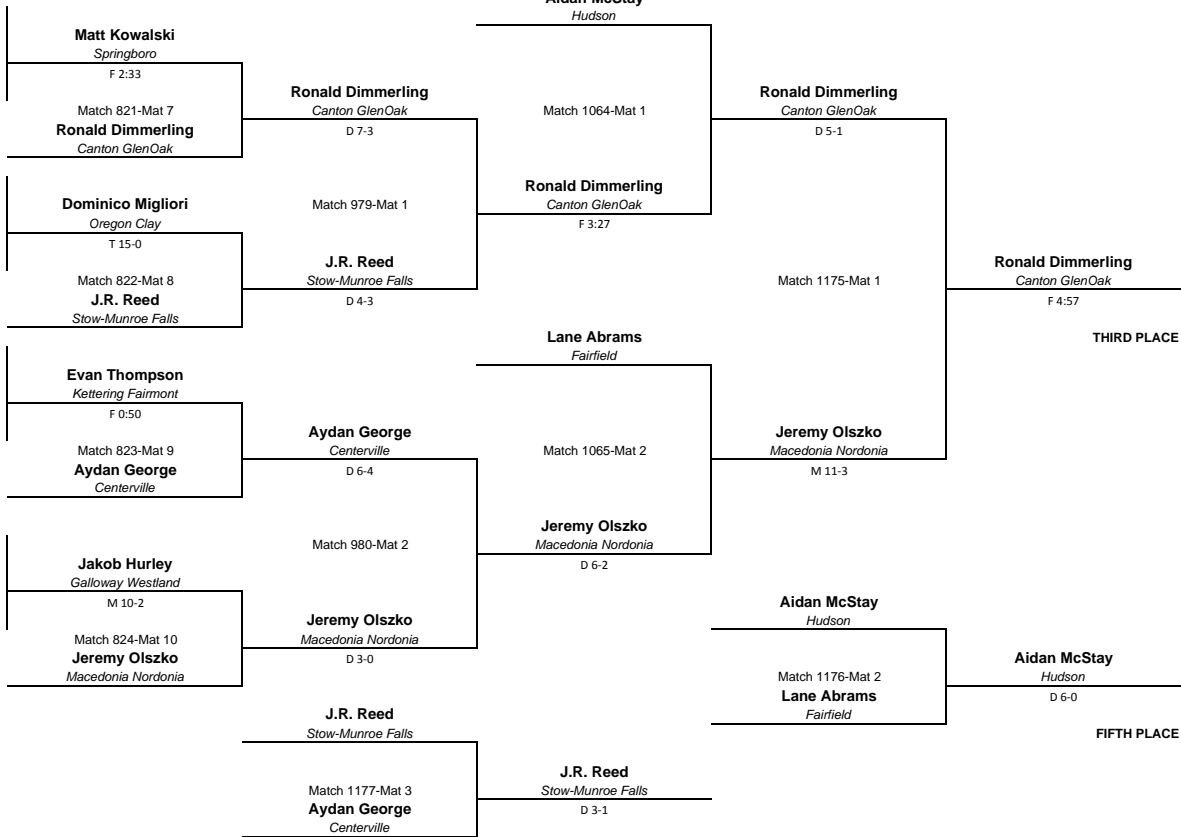 Aidan McStay
Hudson
Matt Kowalski
Springboro
F 2:33
Match 821-Mat 7
Ronald Dimmerling
Canton GlenOak
Ronald Dimmerling
Canton GlenOak
D 7-3
Match 1064-Mat 1
Ronald Dimmerling
Canton GlenOak
D 5-1
Dominico Migliori
Oregon Clay
T 15-0
Match 822-Mat 8
J.R. Reed
Stow-Munroe Falls
Match 979-Mat 1
J.R. Reed
Stow-Munroe Falls
D 4-3
Ronald Dimmerling
Canton GlenOak
F 3:27
Match 1175-Mat 1
Ronald Dimmerling
Canton GlenOak
F 4:57
THIRD PLACE
Lane Abrams
Fairfield
Evan Thompson
Kettering Fairmont
F 0:50
Match 823-Mat 9
Aydan George
Centerville
Aydan George
Centerville
D 6-4
Match 1065-Mat 2
Jeremy Olszko
Macedonia Nordonia
M 11-3
Jakob Hurley
Galloway Westland
M 10-2
Match 824-Mat 10
Jeremy Olszko
Macedonia Nordonia
Match 980-Mat 2
Jeremy Olszko
Macedonia Nordonia
D 3-0
Jeremy Olszko
Macedonia Nordonia
D 6-2
Aidan McStay
Hudson
Match 1176-Mat 2
Lane Abrams
Fairfield
Aidan McStay
Hudson
D 6-0
FIFTH PLACE
J.R. Reed
Stow-Munroe Falls
Match 1177-Mat 3
Aydan George
Centerville
J.R. Reed
Stow-Munroe Falls
D 3-1